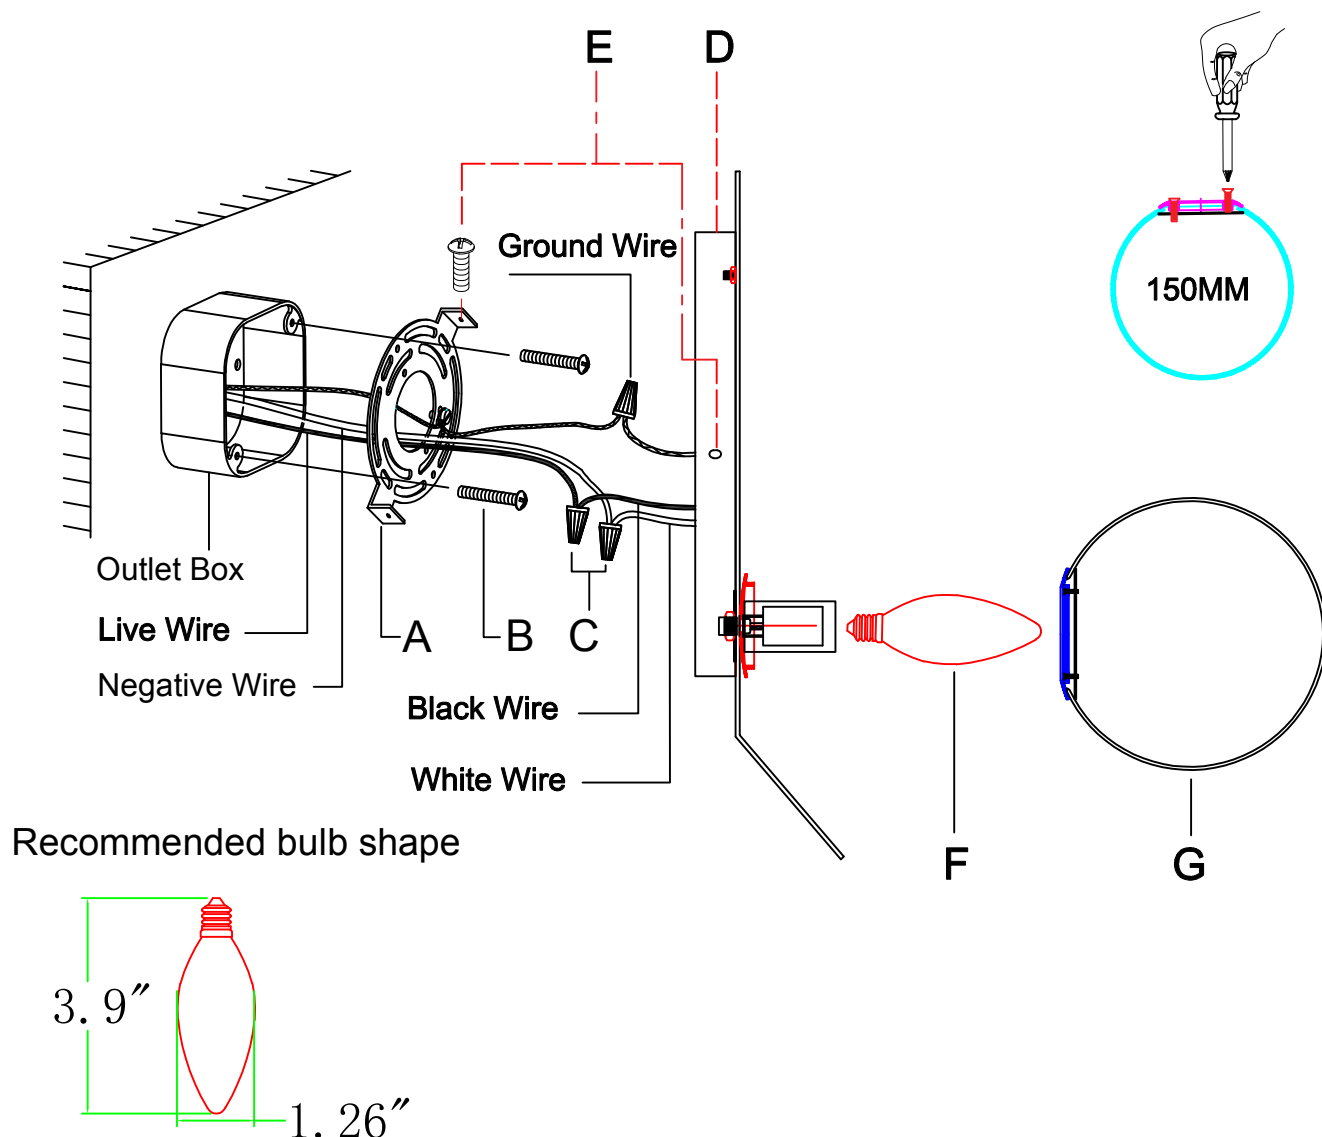 E
D
Ground Wire
150MM
Outlet Box
Live Wire
A
B
C
Negative Wire
Black Wire
White Wire
Recommended bulb shape
F
G
3.9"
1.26"